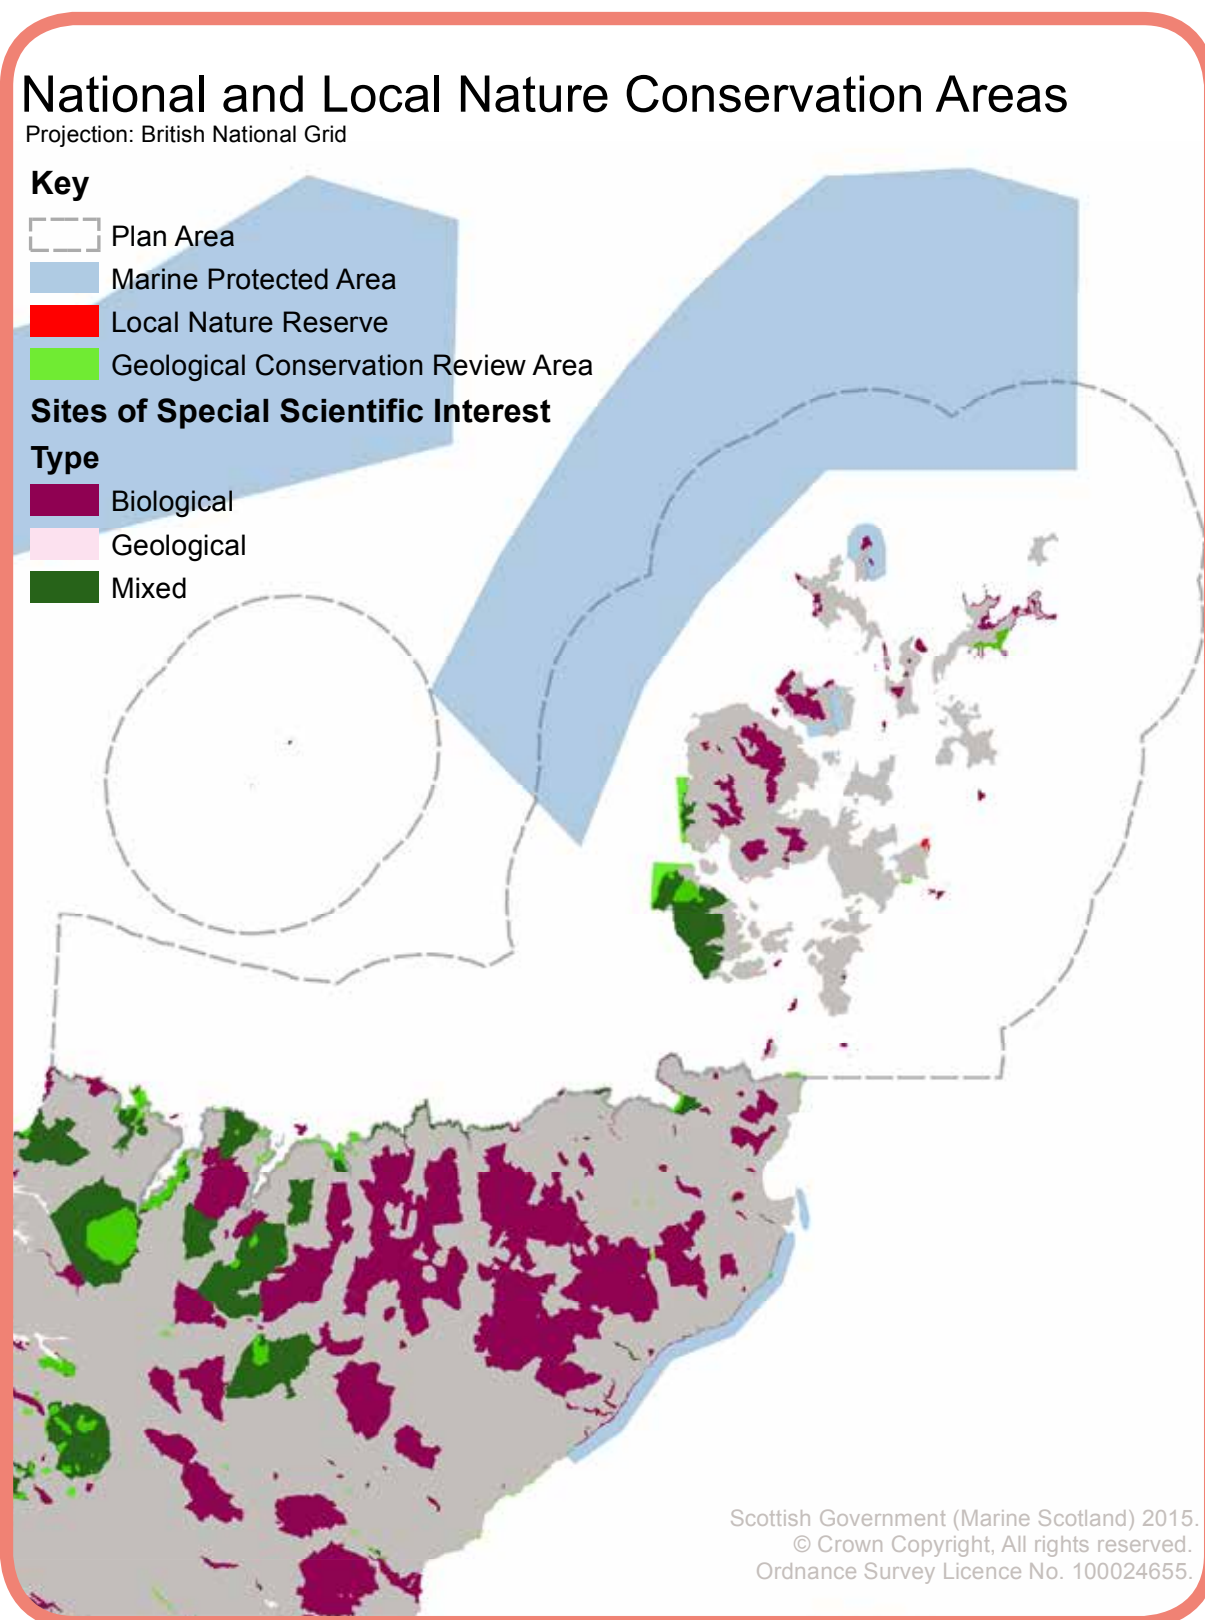 National and Local Nature Conservation Areas
Projection: British National Grid
Key
Plan Area
Marine Protected Area
Local Nature Reserve
Geological Conservation Review Area
Sites of Special Scientific Interest
Type
Biological
Geological
Mixed
Scottish Government (Marine Scotland) 2015.
© Crown Copyright, All rights reserved.
Ordnance Survey Licence No. 100024655.